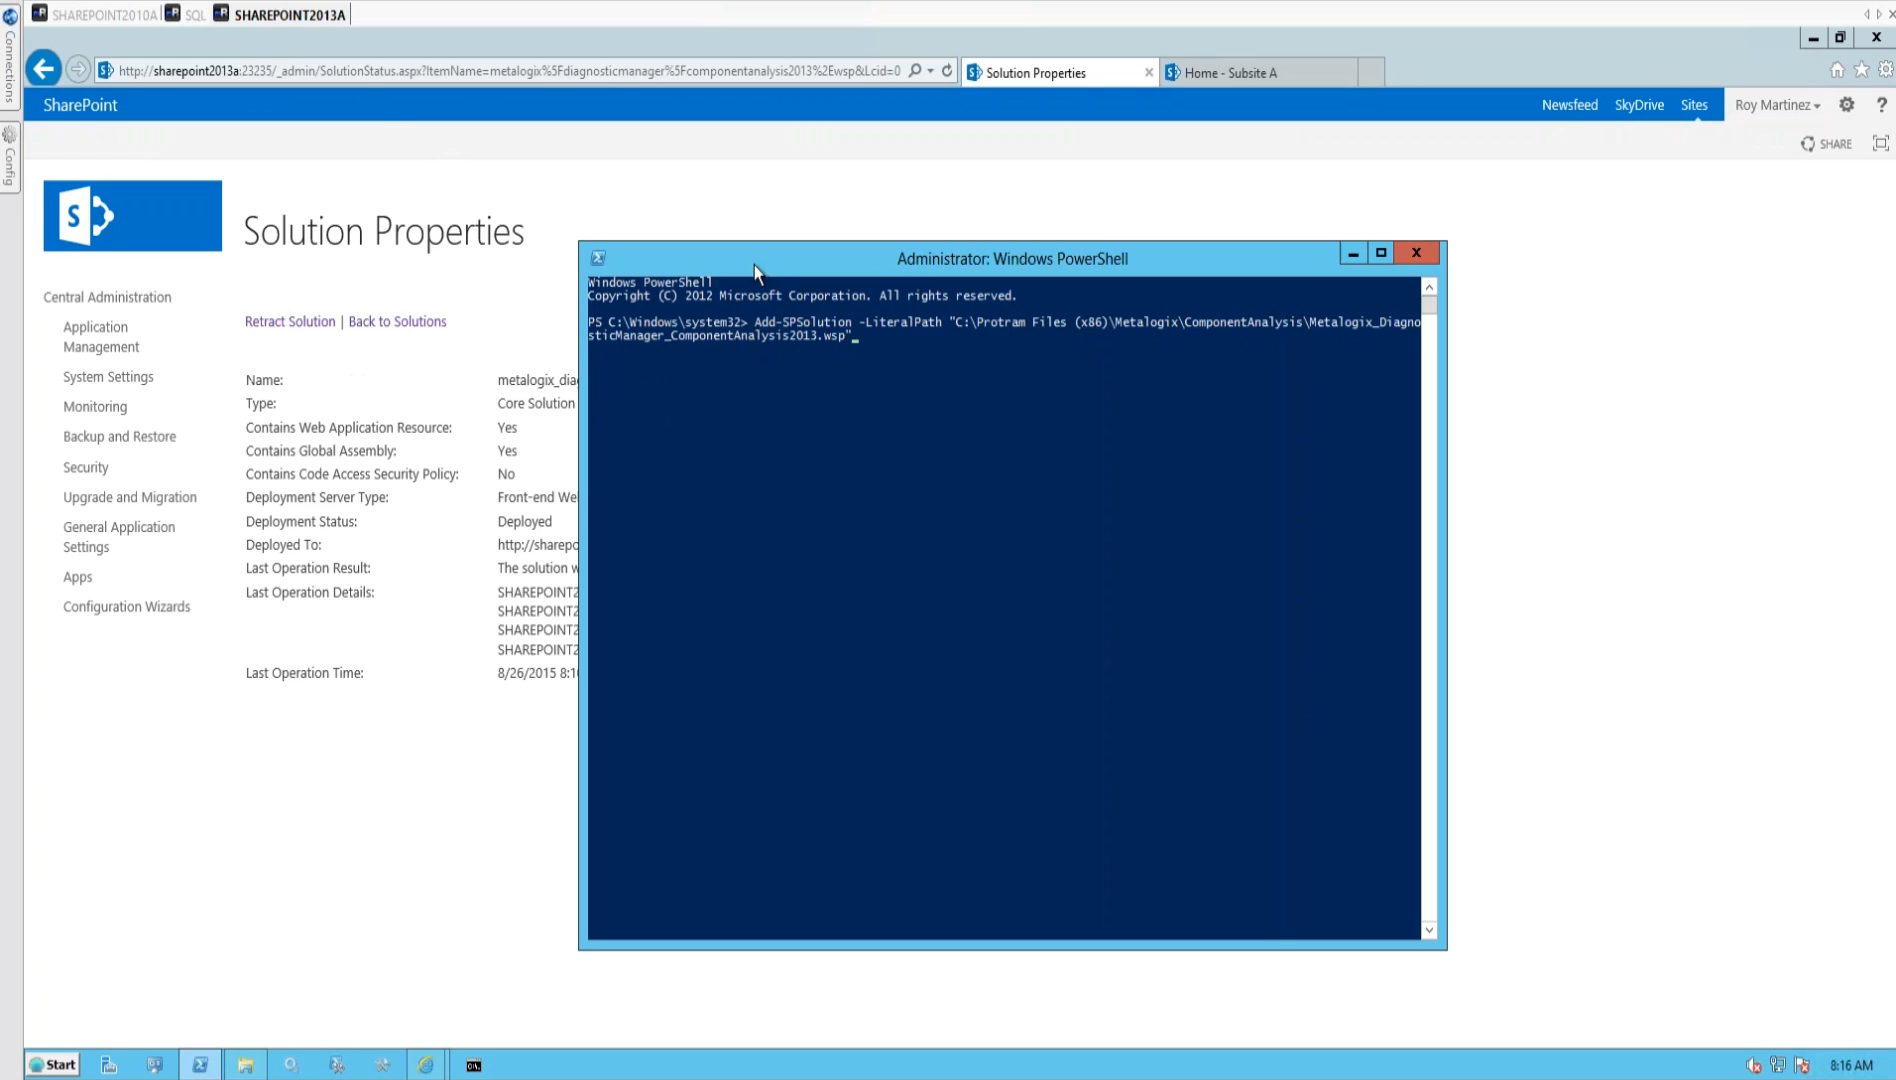 SHAREPOINT2010A SQL SHAREPOINT2013A
Connections
Config
http://sharepoint2013a:23235/_admin/SolutionStatus.aspx?ItemName=metalogix%5Fdiagnosticmanager%5Fcomponentanalysis2013%2Ewsp&Lcid=0 Solution Properties Home - Subsite A
SharePoint Newsfeed SkyDrive Sites Roy Martinez ?
SHARE
S
Solution Properties
Central Administration
Application
Management
System Settings
Monitoring
Backup and Restore
Security
Upgrade and Migration
General Application
Settings
Apps
Configuration Wizards
Retract Solution | Back to Solutions
Name: metalogix_dia
Type: Core Solution
Contains Web Application Resource: Yes
Contains Global Assembly: Yes
Contains Code Access Security Policy: No
Deployment Server Type: Front-end We
Deployment Status: Deployed
Deployed To: http://sharepo
Last Operation Result: The solution w
Last Operation Details: SHAREPOINT2
SHAREPOINT2
SHAREPOINT2
SHAREPOINT2
Last Operation Time: 8/26/2015 8:1
Administrator: Windows PowerShell
Windows PowerShell
Copyright (C) 2012 Microsoft Corporation. All rights reserved.
PS C:\Windows\system32> Add-SPSolution -LiteralPath "C:\Protram Files (x86)\Metalogix\ComponentAnalysis\Metalogix_Diagno
sticManager_ComponentAnalysis2013.wsp"
Start 8:16 AM